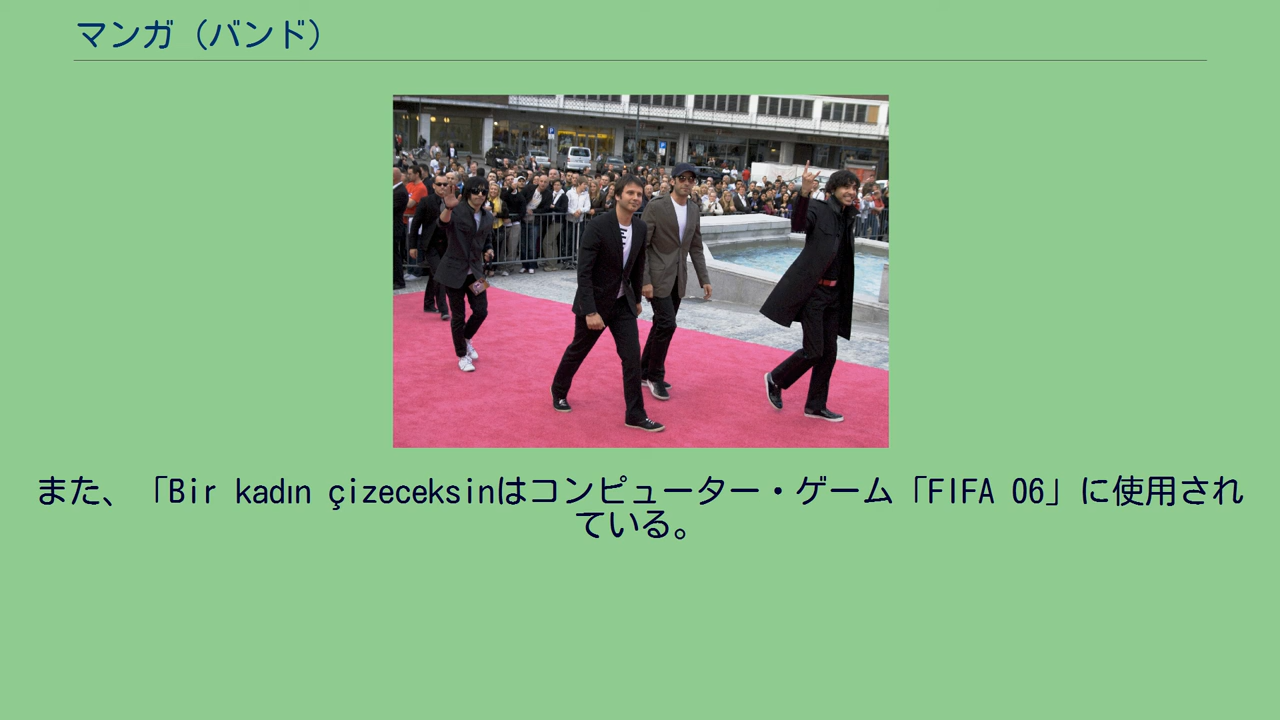 マンガ（バンド）
また、「Bir kadın çizeceksinはコンピューター・ゲーム「FIFA 06」に使用され
ている。